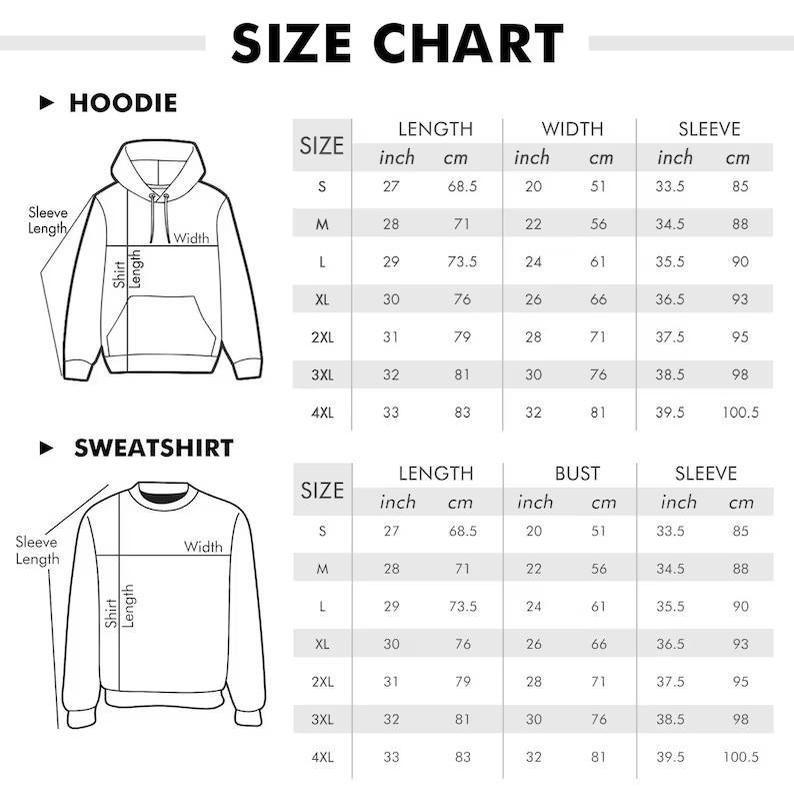 SIZE CHART
▶ HOODIE
Sleeve
Length
Width
Shirt
Length
SIZE LENGTH WIDTH SLEEVE
inch cm inch cm inch cm
S 27 68.5 20 51 33.5 85
M 28 71 22 56 34.5 88
L 29 73.5 24 61 35.5 90
XL 30 76 26 66 36.5 93
2XL 31 79 28 71 37.5 95
3XL 32 81 30 76 38.5 98
4XL 33 83 32 81 39.5 100.5
▶ SWEATSHIRT
Sleeve
Length
Width
Shirt
Length
SIZE LENGTH BUST SLEEVE
inch cm inch cm inch cm
S 27 68.5 20 51 33.5 85
M 28 71 22 56 34.5 88
L 29 73.5 24 61 35.5 90
XL 30 76 26 66 36.5 93
2XL 31 79 28 71 37.5 95
3XL 32 81 30 76 38.5 98
4XL 33 83 32 81 39.5 100.5